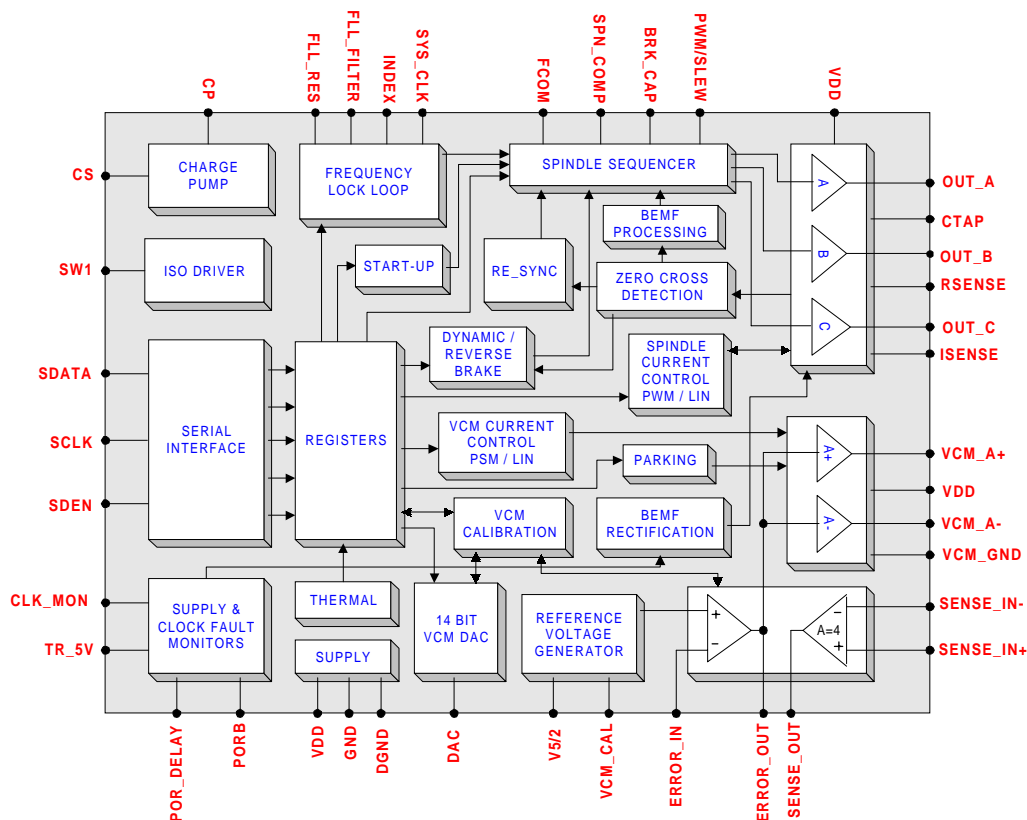 CP
FLL_RES
FLL_FILTER
INDEX
SYS_CLK
FCOM
SPN_COMP
BRK_CAP
PWM/SLEW
VDD
CS
SW1
SDATA
SCLK
SDEN
CLK_MON
TR_5V
CHARGE
PUMP
FREQUENCY
LOCK LOOP
SPINDLE SEQUENCER
BEMF
PROCESSING
ISO DRIVER
START-UP
RE_SYNC
ZERO CROSS
DETECTION
A
B
C
SERIAL
INTERFACE
REGISTERS
DYNAMIC /
REVERSE
BRAKE
SPINDLE
CURRENT
CONTROL
PWM / LIN
VCM CURRENT
CONTROL
PSM / LIN
PARKING
A+
A-
VCM
CALIBRATION
BEMF
RECTIFICATION
SUPPLY &
CLOCK FAULT
MONITORS
THERMAL
SUPPLY
14 BIT
VCM DAC
REFERENCE
VOLTAGE
GENERATOR
+
−
−
A=4
+
OUT_A
CTAP
OUT_B
RSENSE
OUT_C
ISENSE
VCM_A+
VDD
VCM_A-
VCM_GND
SENSE_IN-
SENSE_IN+
POR_DELAY
PORB
VDD
GND
DGND
DAC
V5/2
VCM_CAL
ERROR_IN
ERROR_OUT
SENSE_OUT